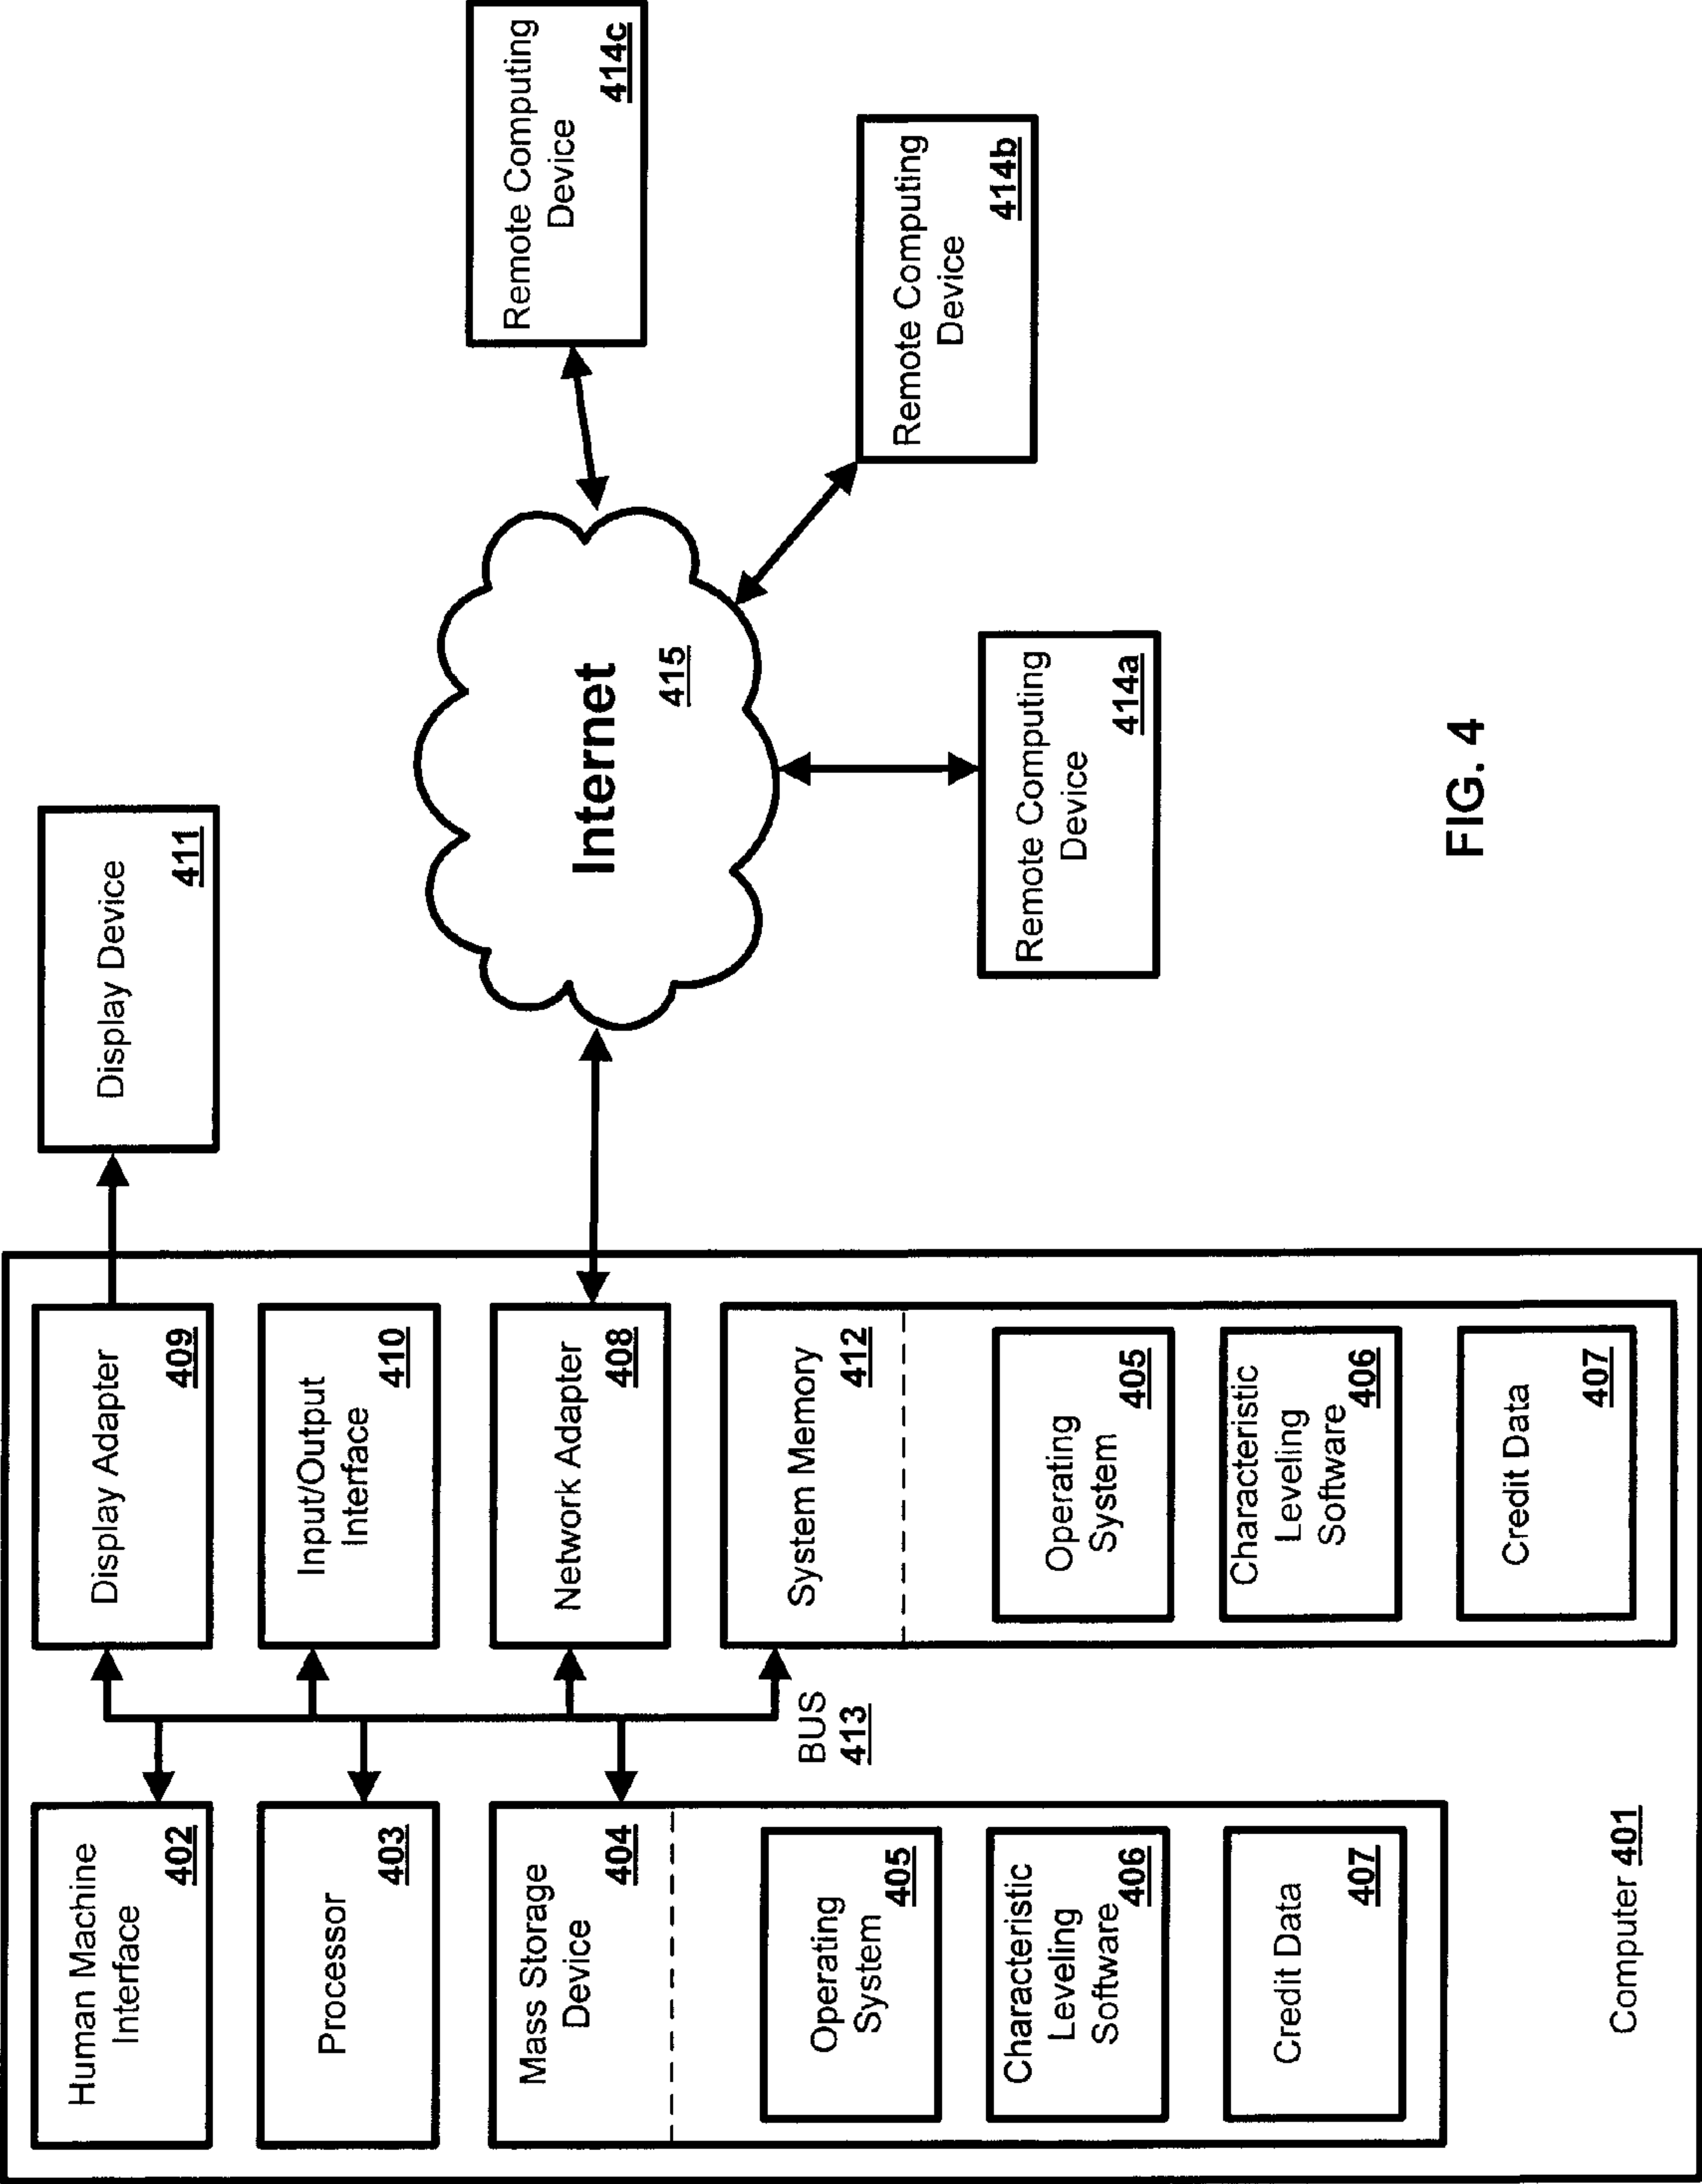 Human Machine
Interface
402
Processor
403
Mass Storage
Device
404
Operating
System
405
Characteristic
Leveling
Software
406
Credit Data
407
Computer 401
BUS
413
Display Adapter
409
Input/Output
Interface
410
Network Adapter
408
System Memory
412
Operating
System
405
Characteristic
Leveling
Software
406
Credit Data
407
Display Device
411
Internet
415
Remote Computing
Device
414a
Remote Computing
Device
414b
Remote Computing
Device
414c
FIG. 4